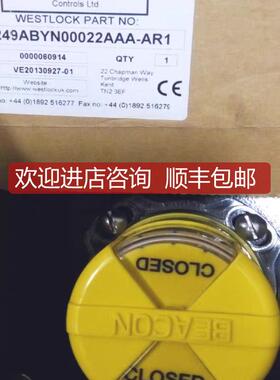 Controls Ltd
WESTLOCK PART NO:
249ABYN00022AAA-AR1
0000060914
QTY
1
VE20130927-01
22 Chapman Way
Tunbridge Wells
Kent
TN2 3EF
Website
http://www.westlockuk.com
Tel: +44 (0)1892 516277
Fax: +44 (0)1892 516279
欢迎进店咨询 顺丰包邮
CLOSED
BEACON
CLOSED